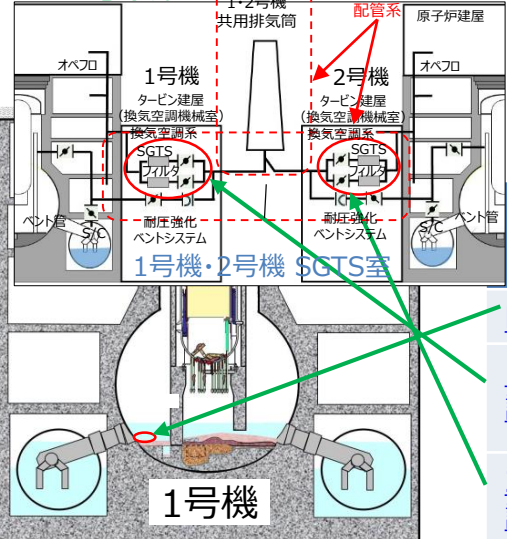 1・2号機
共用排気筒
配管系
原子炉建屋
オペフロ
オペフロ
1号機
タービン建屋
(換気空調機械室)
換気空調系
SGTS
フィルタ
2号機
タービン建屋
(換気空調機械室)
換気空調系
SGTS
フィルタ
ベント管
S/C
耐圧強化
ベントシステム
耐圧強化
ベントシステム
ベント管
S/C
1号機・2号機 SGTS室
1号機